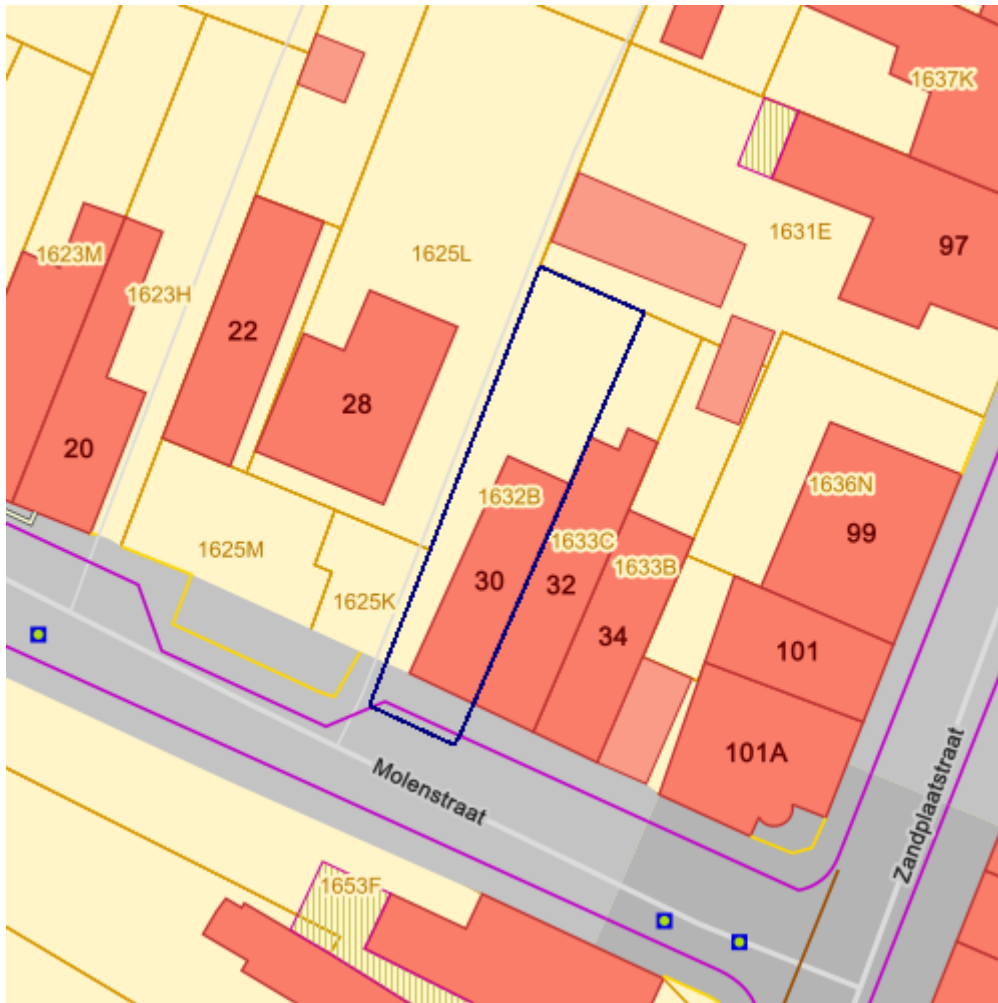 1637K
1631E
97
1623M
1625L
1623H
22
28
20
1632B
1636N
99
1633C
1625M
1633B
30
32
1625K
34
101
101A
Molenstraat
Zandplaatstraat
1653F